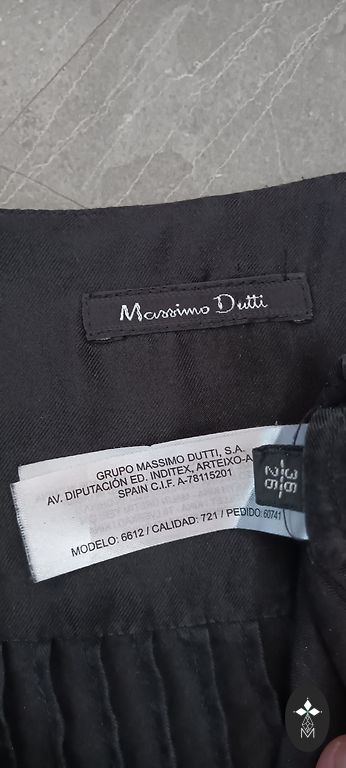 Massimo Dutti
GRUPO MASSIMO DUTTI, S.A.
AV. DIPUTACIÓN ED. INDITEX, ARTEIXO-A
SPAIN C.I.F. A-78115201
MODELO: 6612 / CALIDAD: 721 / PEDIDO: 60741
M